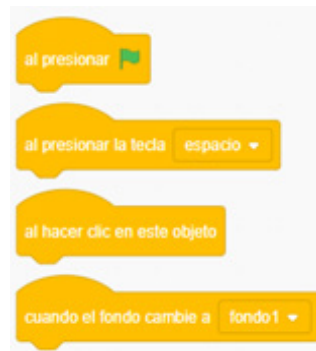 al presionar
al presionar la tecla espacio
al hacer clic en este objeto
cuando el fondo cambie a fondo1